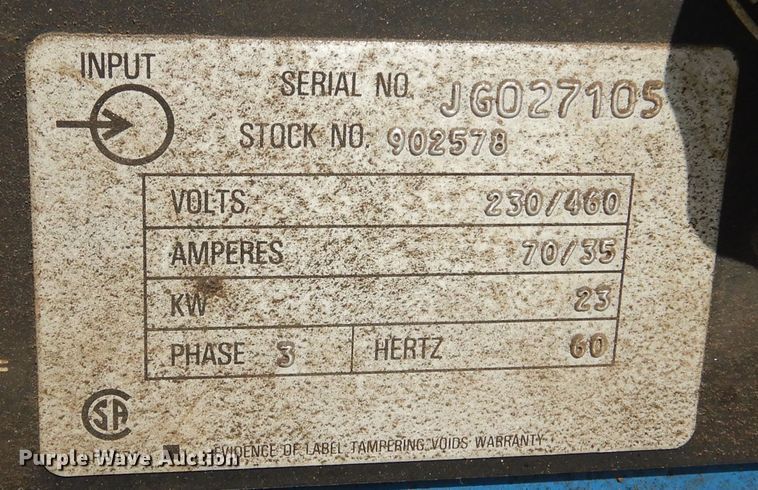 INPUT
SERIAL NO. JG027105
STOCK NO. 902578
VOLTS 230/460
AMPERES 70/35
KW 23
PHASE 3 HERTZ 60
SA
EVIDENCE OF LABEL TAMPERING VOIDS WARRANTY
Purple Wave Auction